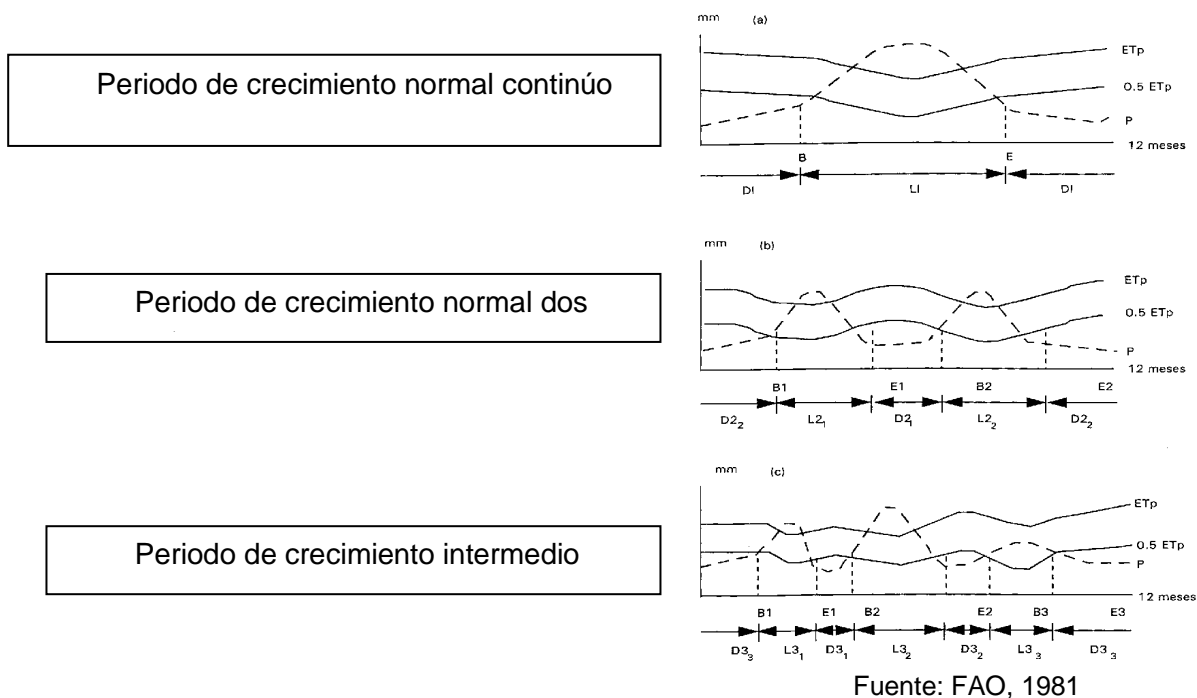 Periodo de crecimiento normal continúo
mm (a)
ETp
0.5 ETp
P
12 meses
B E
DI LI DI
Periodo de crecimiento normal dos
mm (b)
ETp
0.5 ETp
P
12 meses
B1 E1 B2 E2
D2₂ L2₁ D2₁ L2₂ D2₂
Periodo de crecimiento intermedio
mm (c)
ETp
0.5 ETp
P
12 meses
B1 E1 B2 E2 B3 E3
D3₃ L3₁ D3₁ L3₂ D3₂ L3₃ D3₃
Fuente: FAO, 1981